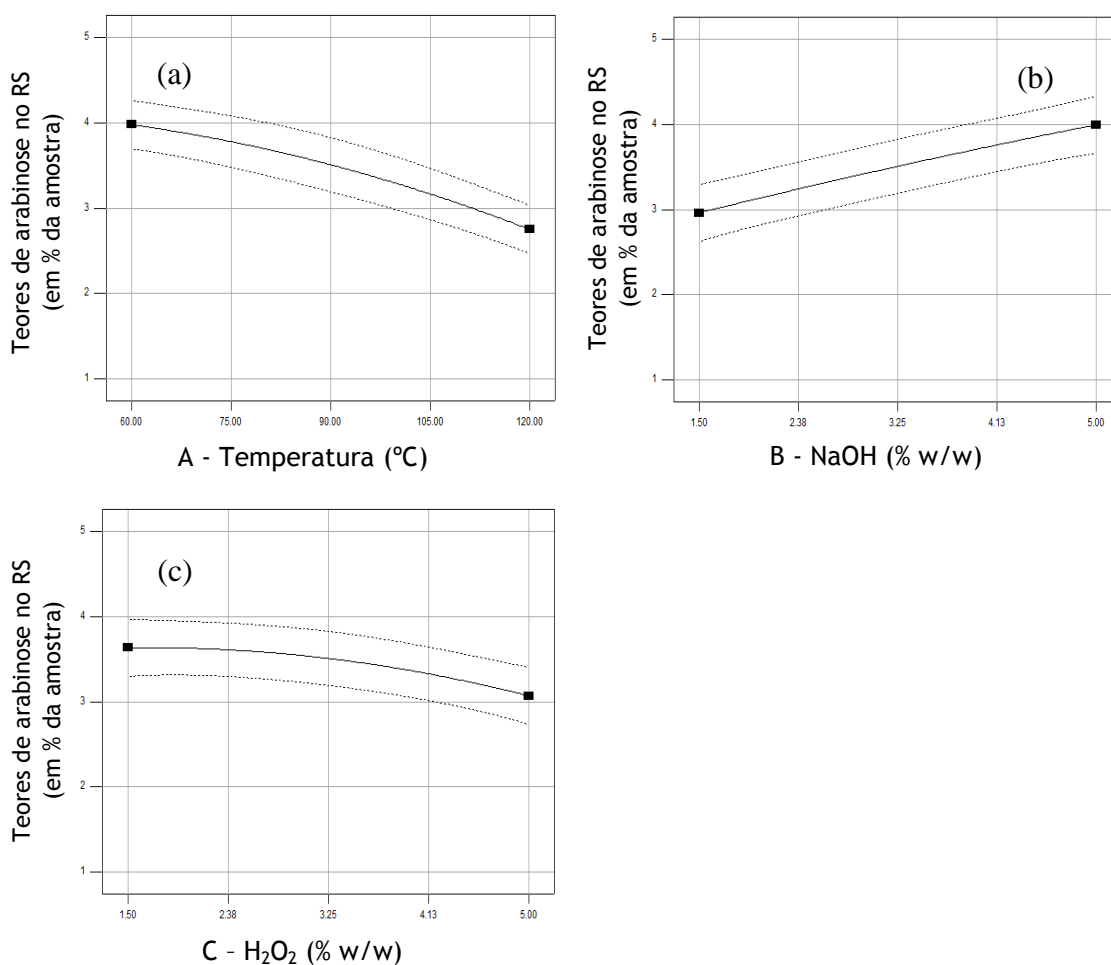 (a)
Teores de arabinose no RS
(em % da amostra)
5
4
3
2
1
60.00 75.00 90.00 105.00 120.00
A - Temperatura (ºC)
(b)
Teores de arabinose no RS
(em % da amostra)
5
4
3
2
1
1.50 2.38 3.25 4.13 5.00
B - NaOH (% w/w)
(c)
Teores de arabinose no RS
(em % da amostra)
5
4
3
2
1
1.50 2.38 3.25 4.13 5.00
C – H₂O₂ (% w/w)